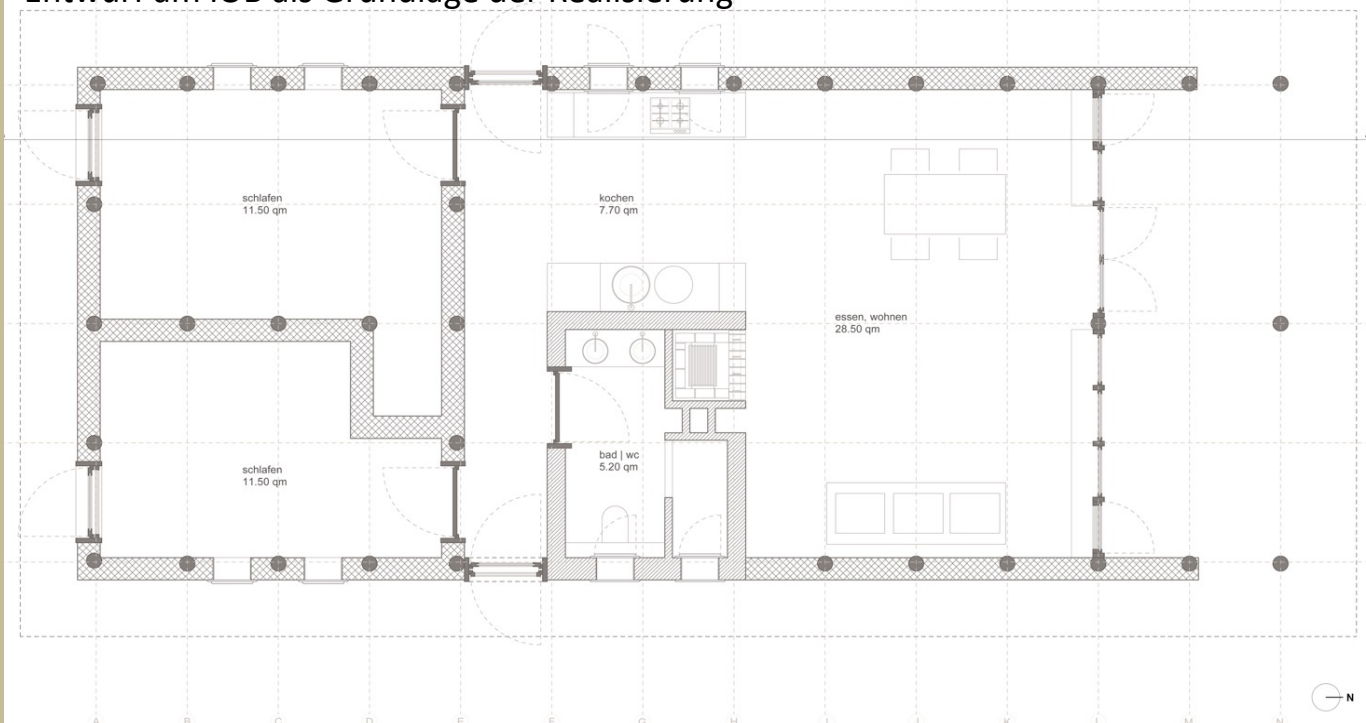 Entwurf am IOB als Grundlage der Realisierung
schlafen
11.50 qm
kochen
7.70 qm
essen, wohnen
28.50 qm
bad | wc
5.20 qm
schlafen
11.50 qm
N
A B C D E F G H I J K L M N